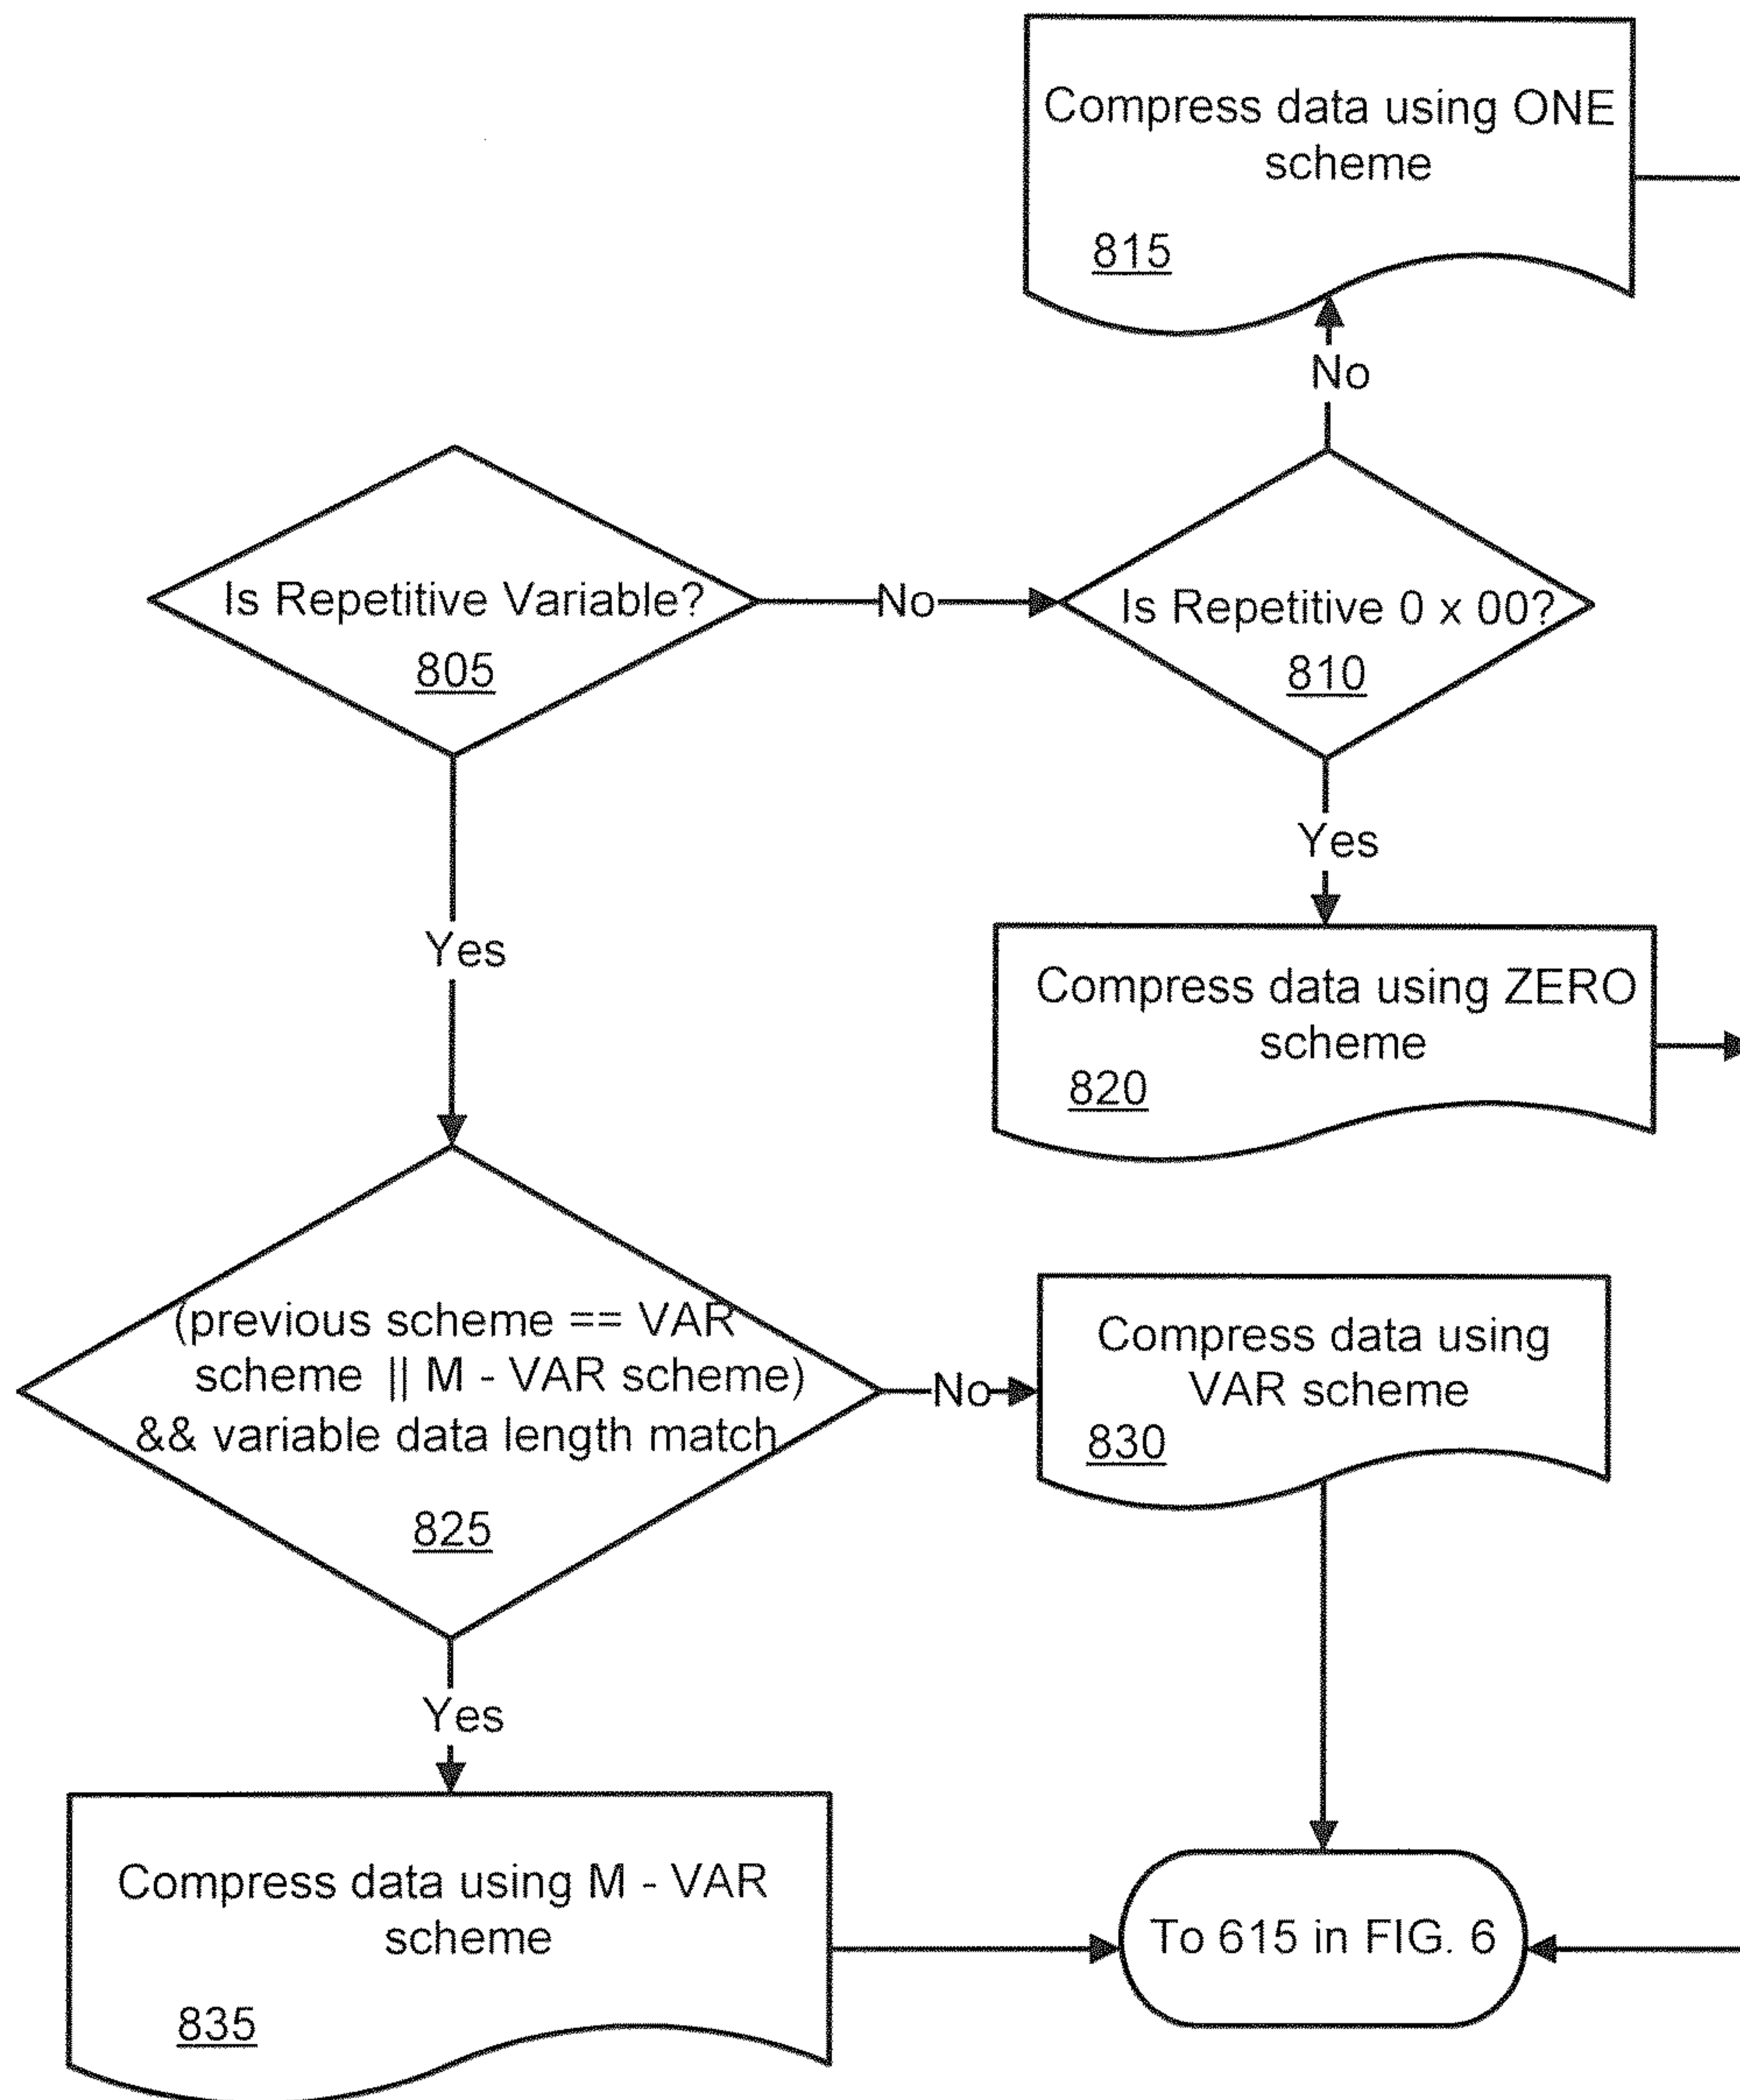 Compress data using ONE
scheme
815
No
Is Repetitive Variable?
805
No
Is Repetitive 0 x 00?
810
Yes
Yes
Compress data using ZERO
scheme
820
(previous scheme == VAR
scheme || M - VAR scheme)
&& variable data length match
825
No
Compress data using
VAR scheme
830
Yes
Compress data using M - VAR
scheme
835
To 615 in FIG. 6